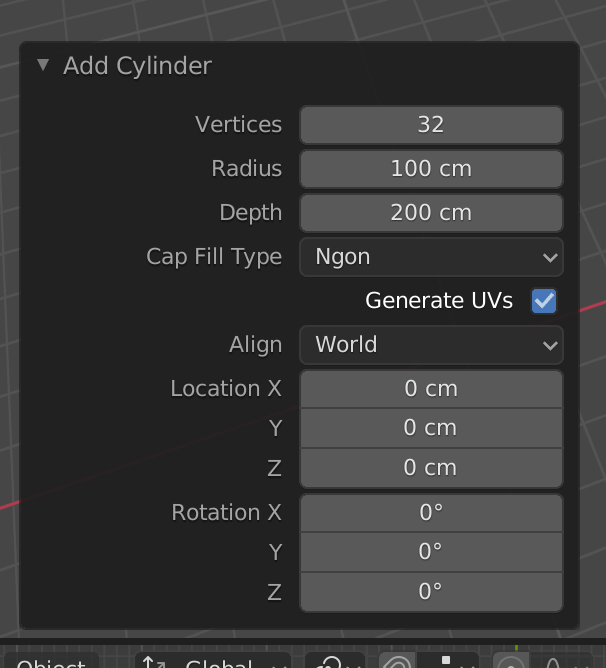 Add Cylinder
Vertices 32
Radius 100 cm
Depth 200 cm
Cap Fill Type Ngon
Generate UVs
Align World
Location X 0 cm
Y 0 cm
Z 0 cm
Rotation X 0°
Y 0°
Z 0°
Object Global